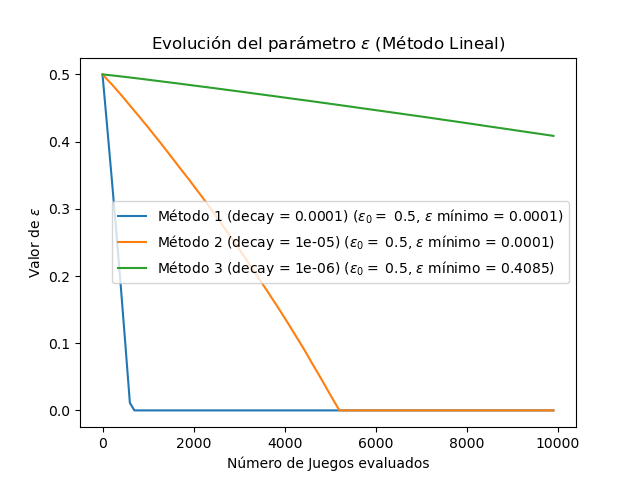 Evolución del parámetro ε (Método Lineal)
Valor de ε
0.5
0.4
0.3
0.2
0.1
0.0
Método 1 (decay = 0.0001) (ε₀ = 0.5, ε mínimo = 0.0001)
Método 2 (decay = 1e-05) (ε₀ = 0.5, ε mínimo = 0.0001)
Método 3 (decay = 1e-06) (ε₀ = 0.5, ε mínimo = 0.4085)
0 2000 4000 6000 8000 10000
Número de Juegos evaluados